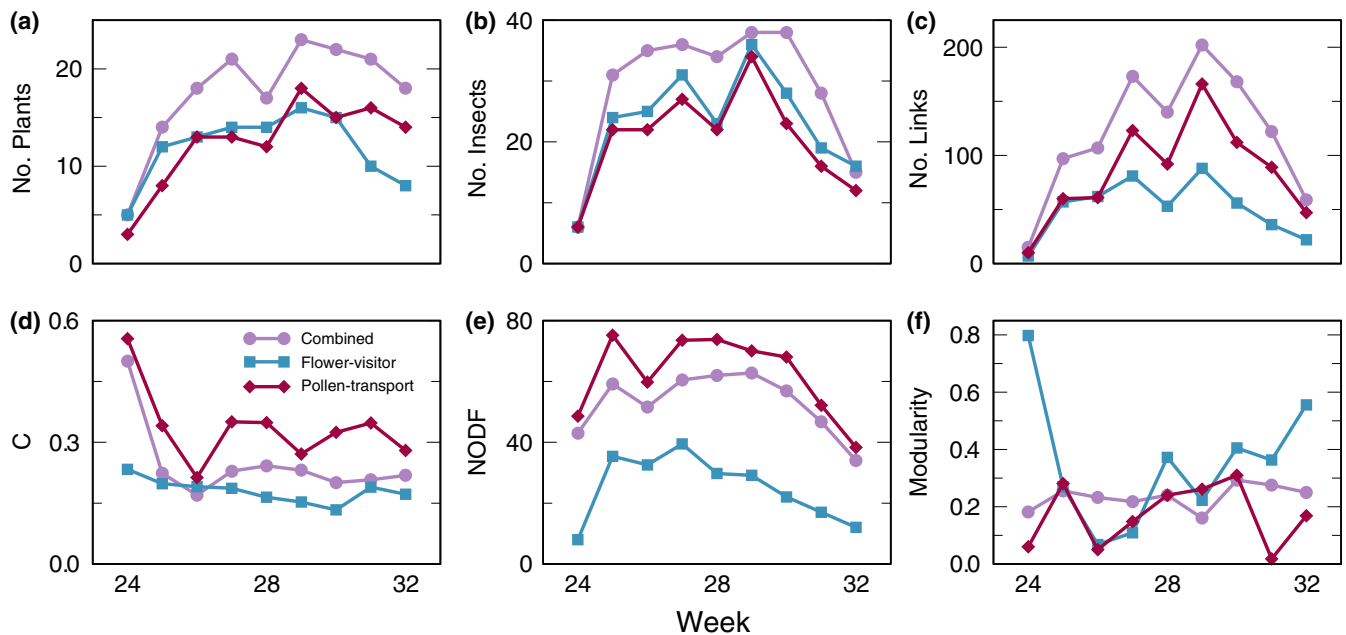 (a)
No. Plants
20
10
0
(b)
No. Insects
40
20
0
(c)
No. Links
200
100
0
(d)
C
0.6
0.3
0.0
24
28
32
Combined
Flower-visitor
Pollen-transport
(e)
NODF
80
40
0
24
28
32
(f)
Modularity
0.8
0.6
0.4
0.2
0.0
24
28
32
Week